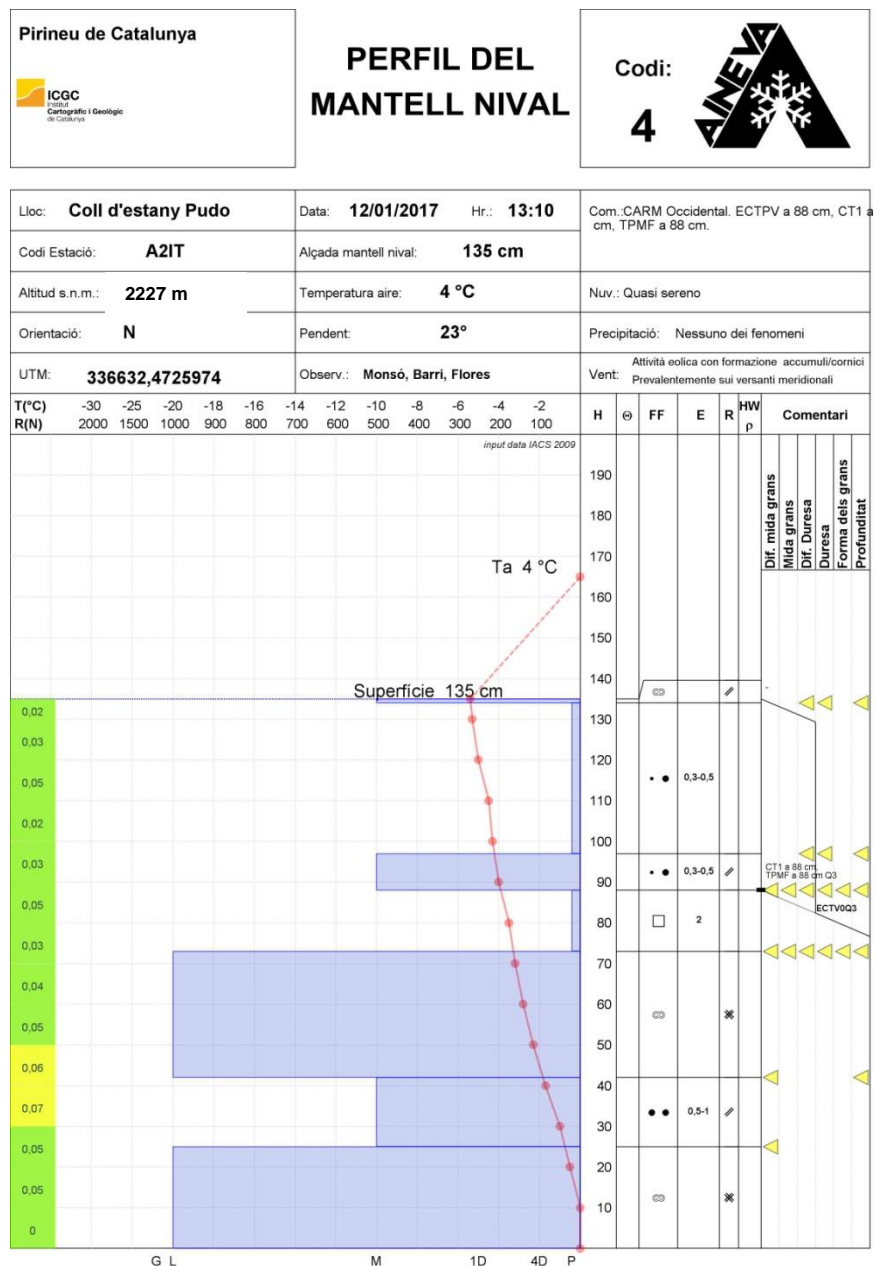 Pirineu de Catalunya
ICGC
Institut
Cartogràfic i Geològic
de Catalunya
PERFIL DEL
MANTELL NIVAL
Codi:
4
AINEVA
Lloc: Coll d'estany Pudo
Data: 12/01/2017 Hr.: 13:10
Com.:CARM Occidental. ECTPV a 88 cm, CT1 a
cm, TPMF a 88 cm.
Codi Estació: A2IT
Alçada mantell nival: 135 cm
Altitud s.n.m.: 2227 m
Temperatura aire: 4 °C
Nuv.: Quasi sereno
Orientació: N
Pendent: 23°
Precipitació: Nessuno dei fenomeni
UTM: 336632,4725974
Observ.: Monsó, Barri, Flores
Vent: Attività eolica con formazione accumuli/cornici
Prevalentemente sui versanti meridionali
T(°C) -30 -25 -20 -18 -16 -14 -12 -10 -8 -6 -4 -2
R(N) 2000 1500 1000 900 800 700 600 500 400 300 200 100
H Θ FF E R HW ρ Comentari
input data IACS 2009
Dif. mida grans
Mida grans
Dif. Duresa
Duresa
Forma dels grans
Profunditat
190
180
170
Ta 4 °C
160
150
140
Superfície 135 cm
-
0,02
130
0,03
120
0,05
0,3-0,5
110
0,02
100
0,03
0,3-0,5
CT1 a 88 cm,
TPMF a 88 cm Q3
90
0,05
ECTV0Q3
80
2
0,03
70
0,04
60
0,05
50
0,06
40
0,07
0,5-1
30
0,05
20
0,05
10
0
G L M 1D 4D P